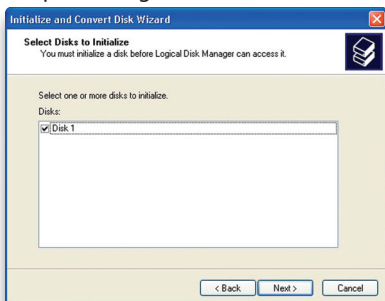 Initialize and Convert Disk Wizard
Select Disks to Initialize
You must initialize a disk before Logical Disk Manager can access it.
Select one or more disks to initialize.
Disks:
Disk 1
< Back
Next >
Cancel